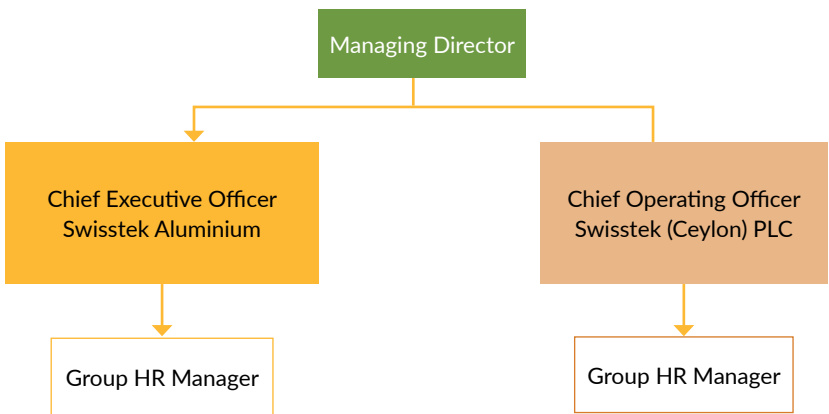 Managing Director
Chief Executive Officer
Swisstek Aluminium
Chief Operating Officer
Swisstek (Ceylon) PLC
Group HR Manager
Group HR Manager